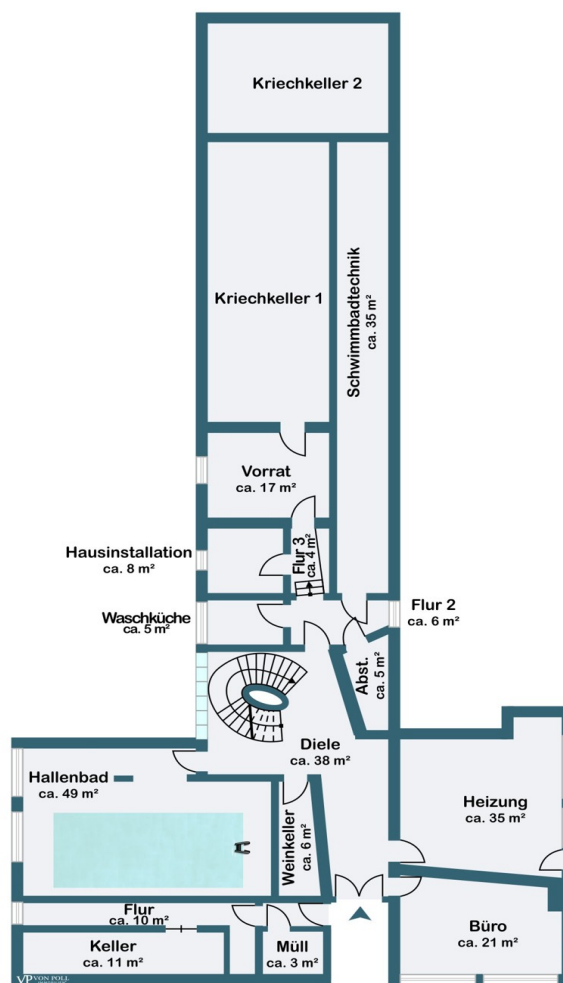 Kriechkeller 2
Kriechkeller 1
Schwimmbadtechnik
ca. 35 m²
Vorrat
ca. 17 m²
Hausinstallation
ca. 8 m²
Flur 3
ca. 4 m²
Waschküche
ca. 5 m²
Flur 2
ca. 6 m²
Abst.
ca. 5 m²
Diele
ca. 38 m²
Hallenbad
ca. 49 m²
Weinkeller
ca. 6 m²
Heizung
ca. 35 m²
Flur
ca. 10 m²
Keller
ca. 11 m²
Müll
ca. 3 m²
Büro
ca. 21 m²
VP VON POLL